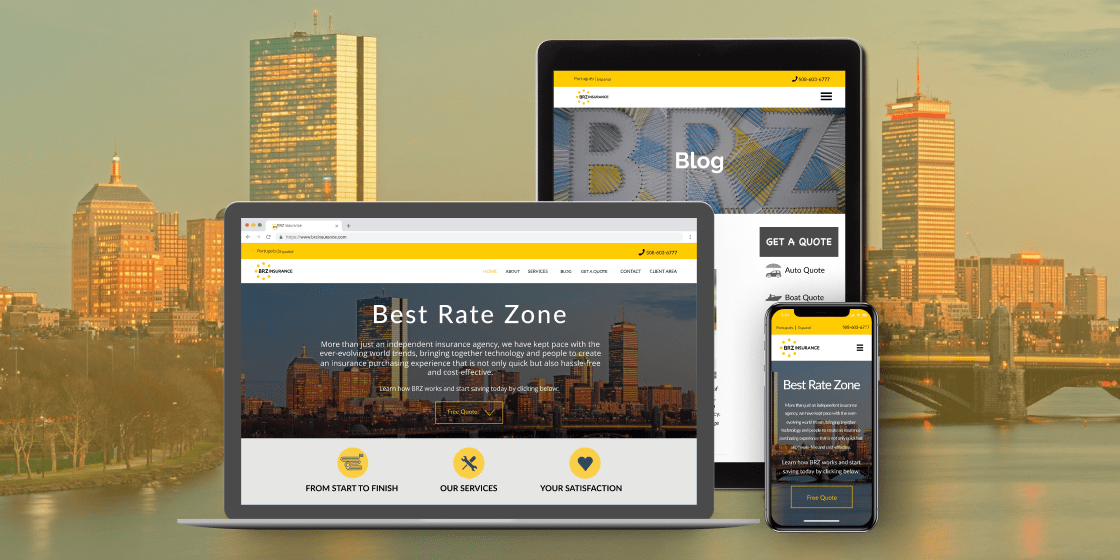 BRZ Insurance
https://www.brzinsurance.com
Português | Español
508-603-6777
BRZ INSURANCE
HOME ABOUT SERVICES BLOG GET A QUOTE CONTACT CLIENT AREA
Best Rate Zone
More than just an independent insurance agency, we have kept pace with the
ever-evolving world trends, bringing together technology and people to create
an insurance purchasing experience that is not only quick but also hassle-free
and cost-effective.
Learn how BRZ works and start saving today by clicking below:
Free Quote
FROM START TO FINISH
OUR SERVICES
YOUR SATISFACTION
Português | Español
508-603-6777
BRZ INSURANCE
BRZ
Blog
GET A QUOTE
Auto Quote
Boat Quote
Português | Español
508-603-6777
BRZ INSURANCE
Best Rate Zone
More than just an independent insurance
agency, we have kept pace with the ever-
evolving world trends, bringing together
technology and people to create an insurance
purchasing experience that is not only quick but
also hassle-free and cost-effective.
Learn how BRZ works and start
saving today by clicking below:
Free Quote